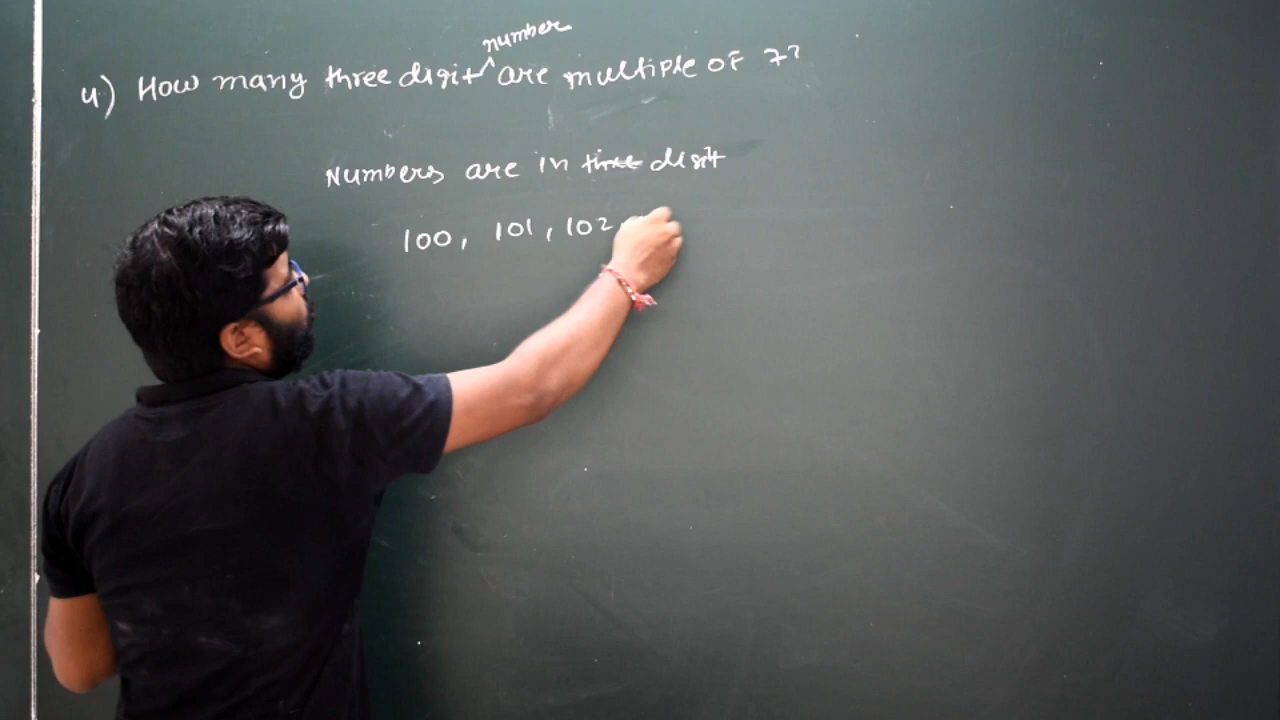 number
4) How many three digit ^ are multiple of 7?
Numbers are in three digit
100, 101, 102,